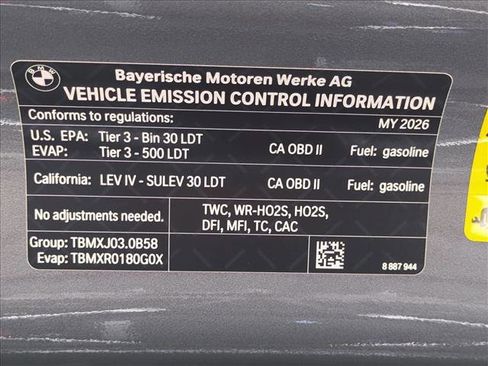 BMW
Bayerische Motoren Werke AG
VEHICLE EMISSION CONTROL INFORMATION
Conforms to regulations: MY 2026
U.S. EPA: Tier 3 - Bin 30 LDT
EVAP: Tier 3 - 500 LDT CA OBD II Fuel: gasoline
California: LEV IV - SULEV 30 LDT CA OBD II Fuel: gasoline
No adjustments needed. TWC, WR-HO2S, HO2S,
DFI, MFI, TC, CAC
Group: TBMXJ03.0B58
Evap: TBMXR0180G0X 8 887 944